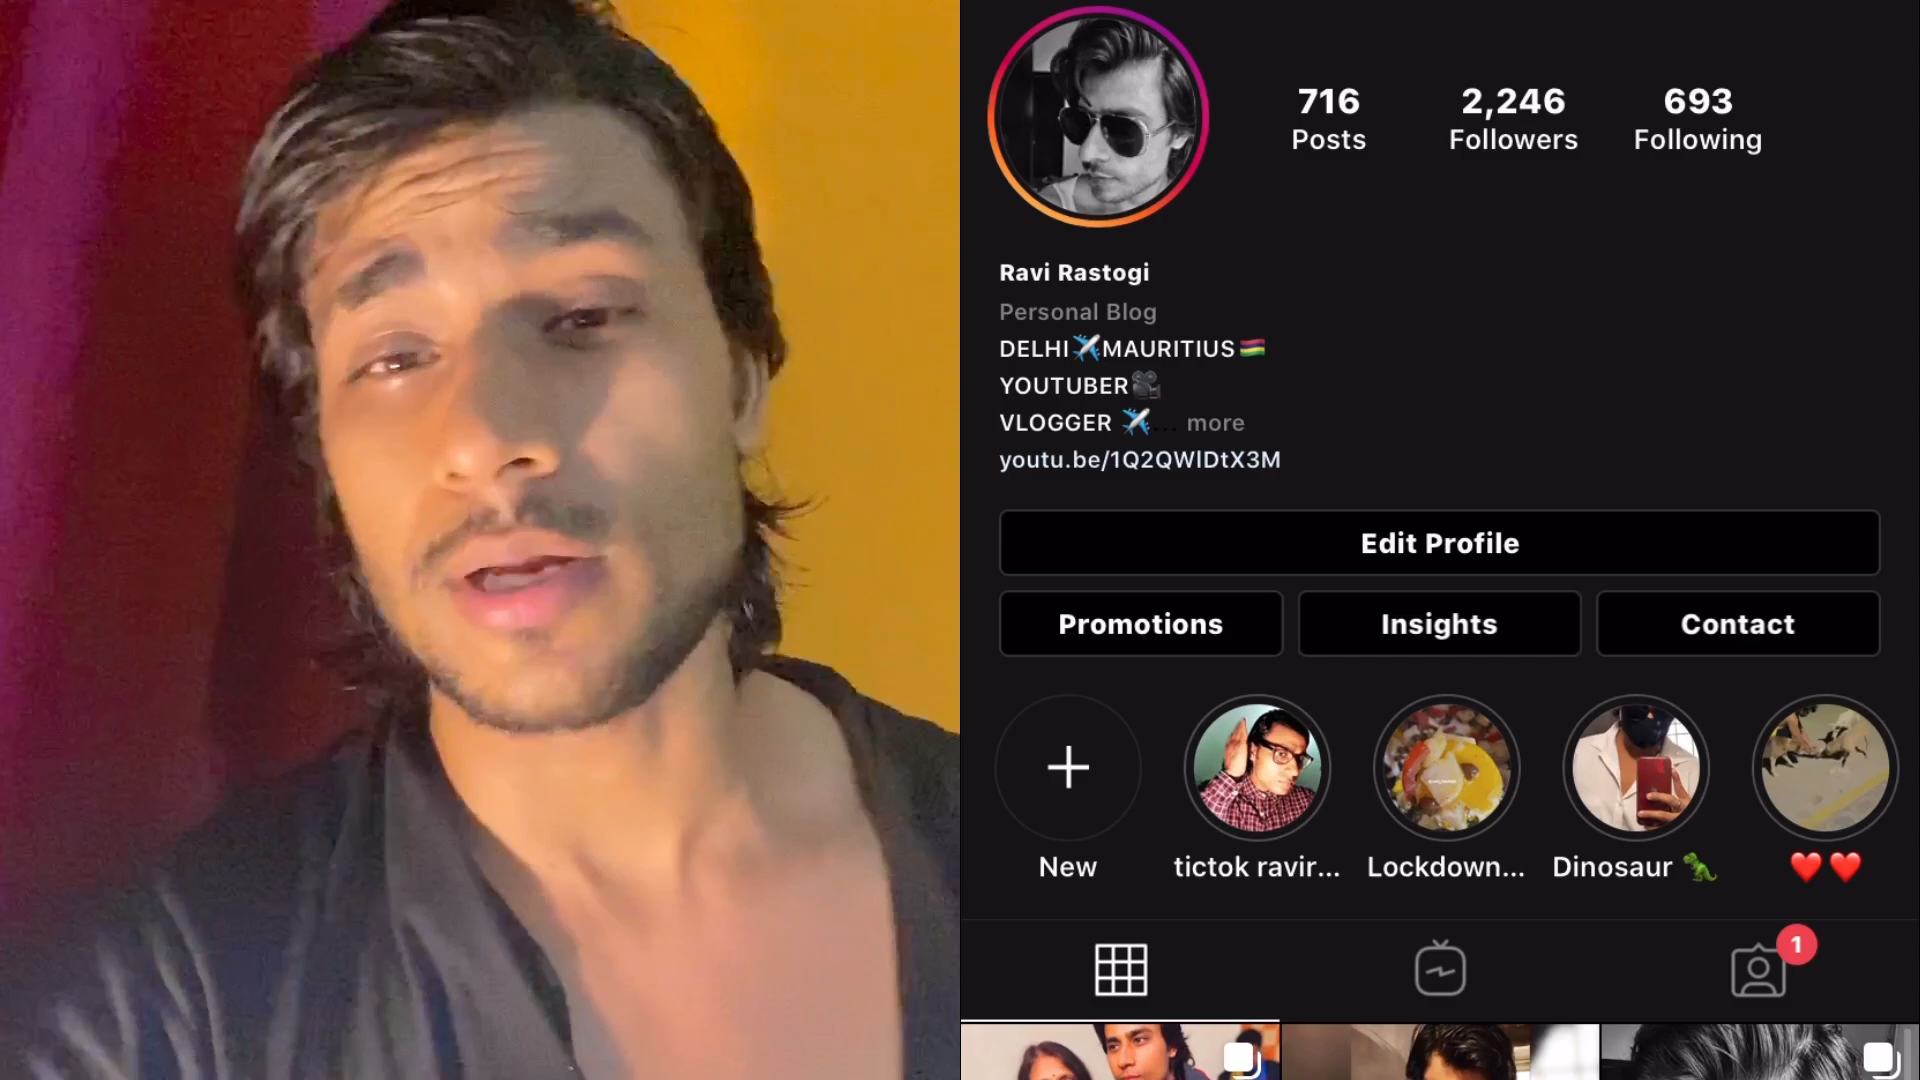 716 2,246 693
Posts Followers Following
Ravi Rastogi
Personal Blog
DELHI✈️MAURITIUS🇲🇺
YOUTUBER🎥
VLOGGER ✈️... more
youtu.be/1Q2QWlDtX3M
Edit Profile
Promotions Insights Contact
New tictok ravir... Lockdown... Dinosaur 🦖 ❤️❤️
1